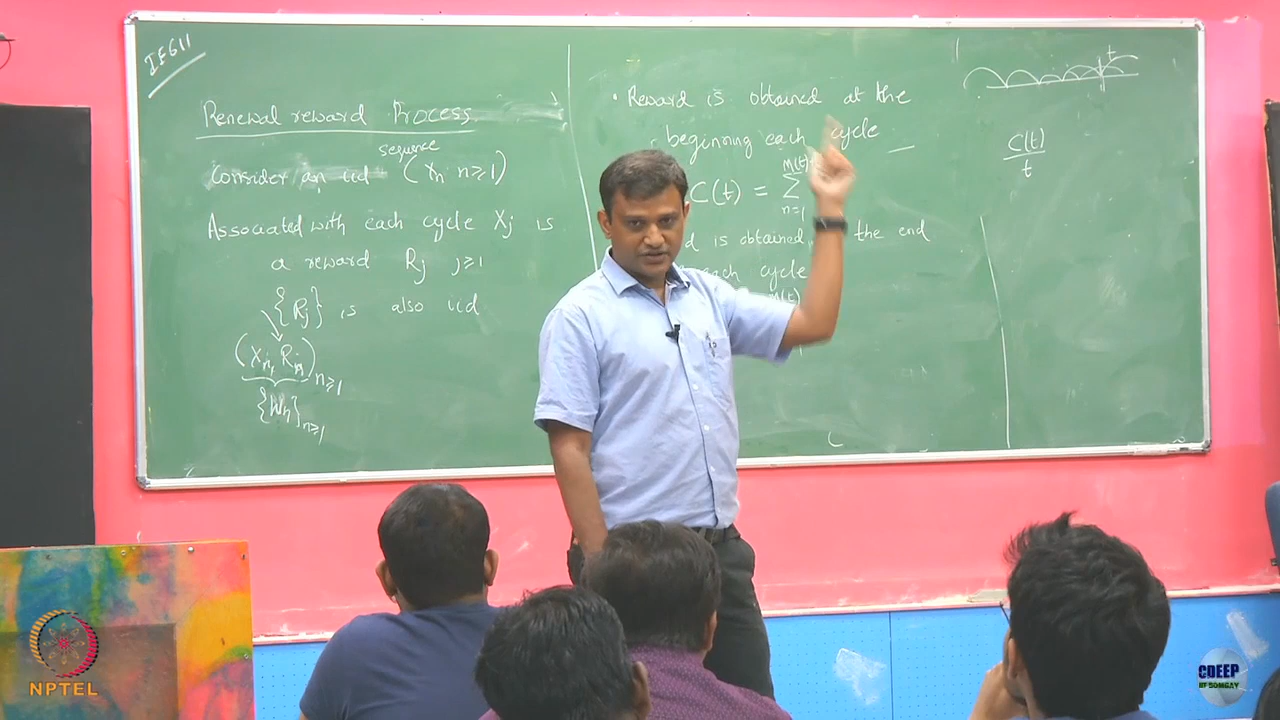 IE611
Renewal reward Process
sequence
Consider an iid (Xn n≥1)
Associated with each cycle Xj is
a reward Rj j≥1
{Rj} is also iid
(Xn, Rn)n≥1
{Wn}n≥1
• Reward is obtained at the
beginning each cycle
C(t) = Σ n=1 M(t)
d is obtained the end
each cycle
M(t)
t
C(t)
t
NPTEL
CDEEP
IIT BOMBAY